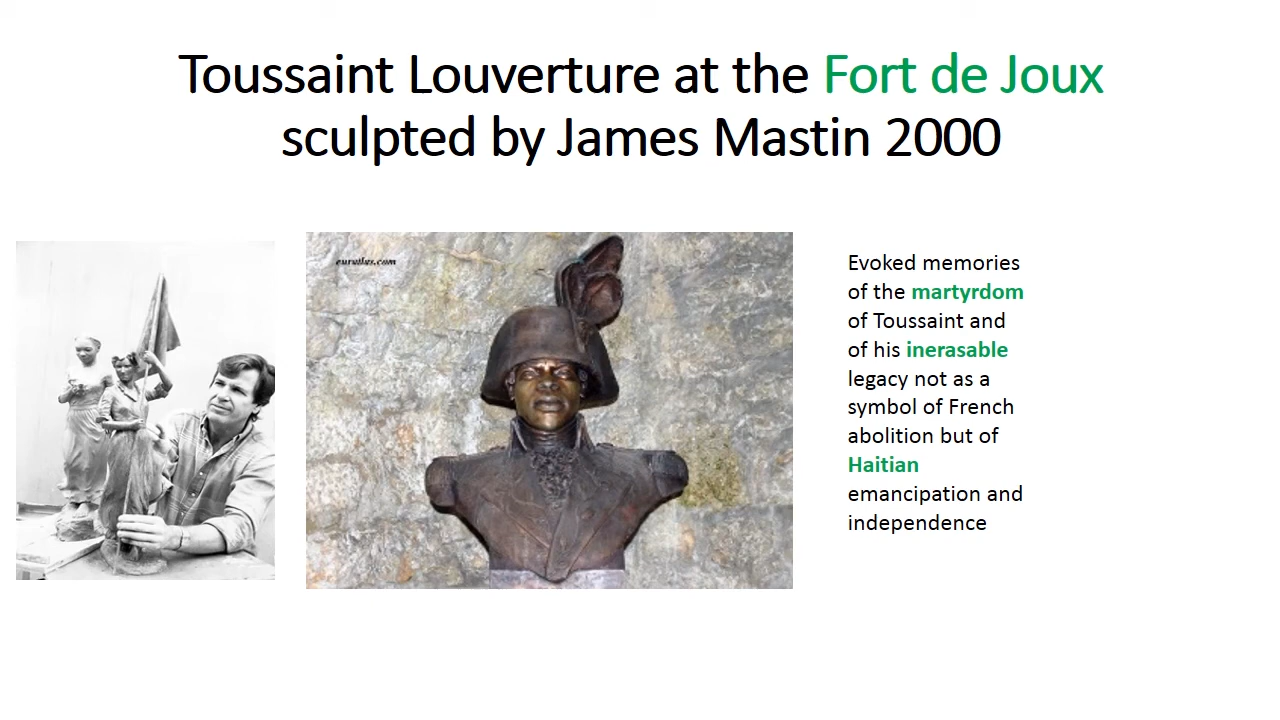 Toussaint Louverture at the Fort de Joux
sculpted by James Mastin 2000
euratlas.com
Evoked memories
of the martyrdom
of Toussaint and
of his inerasable
legacy not as a
symbol of French
abolition but of
Haitian
emancipation and
independence